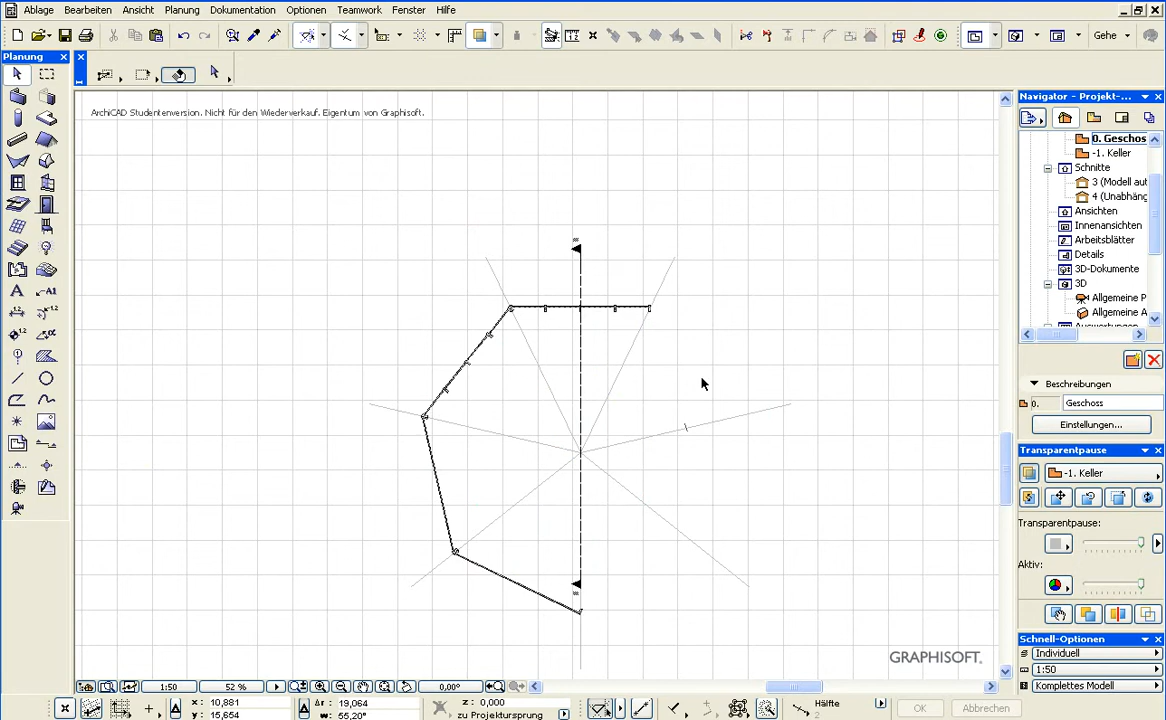 Ablage Bearbeiten Ansicht Planung Dokumentation Optionen Teamwork Fenster Hilfe
Gehe
Planung
Navigator - Projekt-...
ArchiCAD Studentenversion. Nicht für den Wiederverkauf. Eigentum von Graphisoft.
0. Geschos
-1. Keller
Schnitte
3 (Modell aut
4 (Unabhäng
Ansichten
Innenansichten
Arbeitsblätter
Details
3D-Dokumente
3D
Allgemeine P
Allgemeine A
Auswertungen
Beschreibungen
0. Geschoss
Einstellungen...
Transparentpause
-1. Keller
Transparentpause:
Aktiv:
GRAPHISOFT.
Schnell-Optionen
Individuell
1:50
Komplettes Modell
1:50 52 % 0,00°
x: 10,881 Δr: 19,064 z: 0,000 Hälfte
y: 15,654 w: 55,20° zu Projektursprung 2
OK Abbrechen